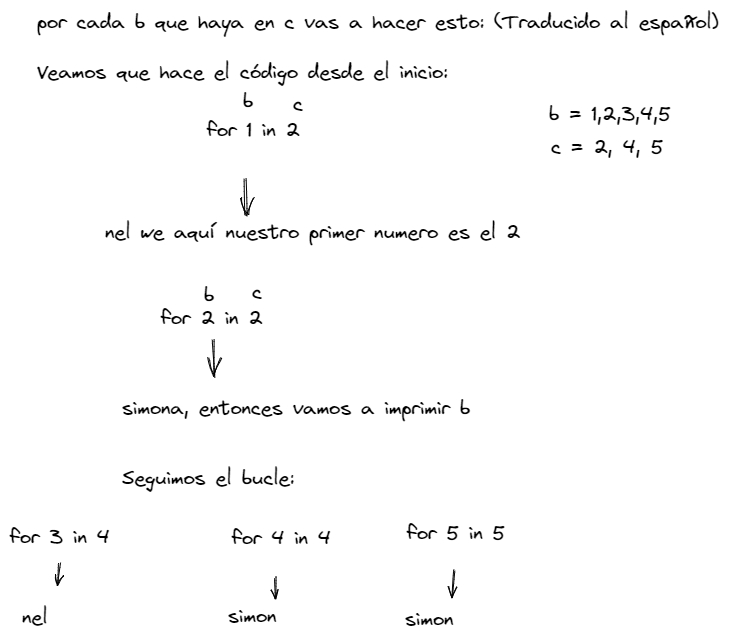 por cada b que haya en c vas a hacer esto: (Traducido al español)
Veamos que hace el código desde el inicio:
b c
for 1 in 2
b = 1,2,3,4,5
c = 2, 4, 5
nel we aquí nuestro primer numero es el 2
b c
for 2 in 2
simona, entonces vamos a imprimir b
Seguimos el bucle:
for 3 in 4
for 4 in 4
for 5 in 5
nel
simon
simon